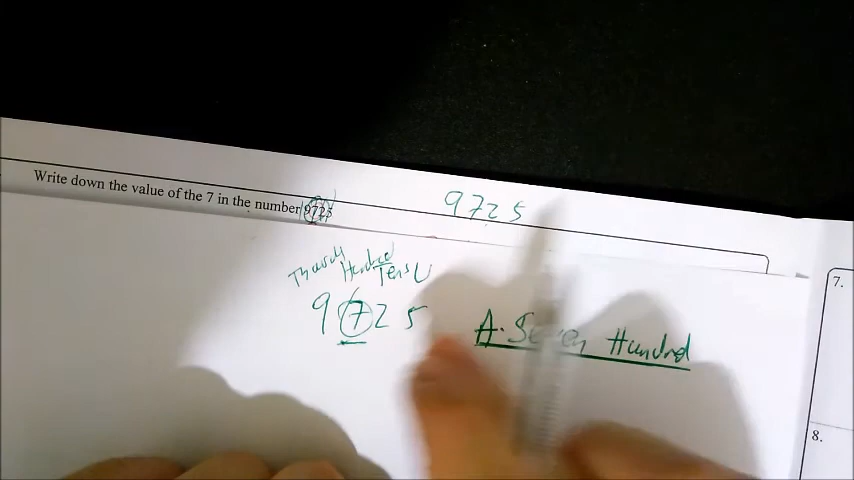 Write down the value of the 7 in the number 9725
9725
Hundred Tens U
9725
A. Seven Hundred
7.
8.